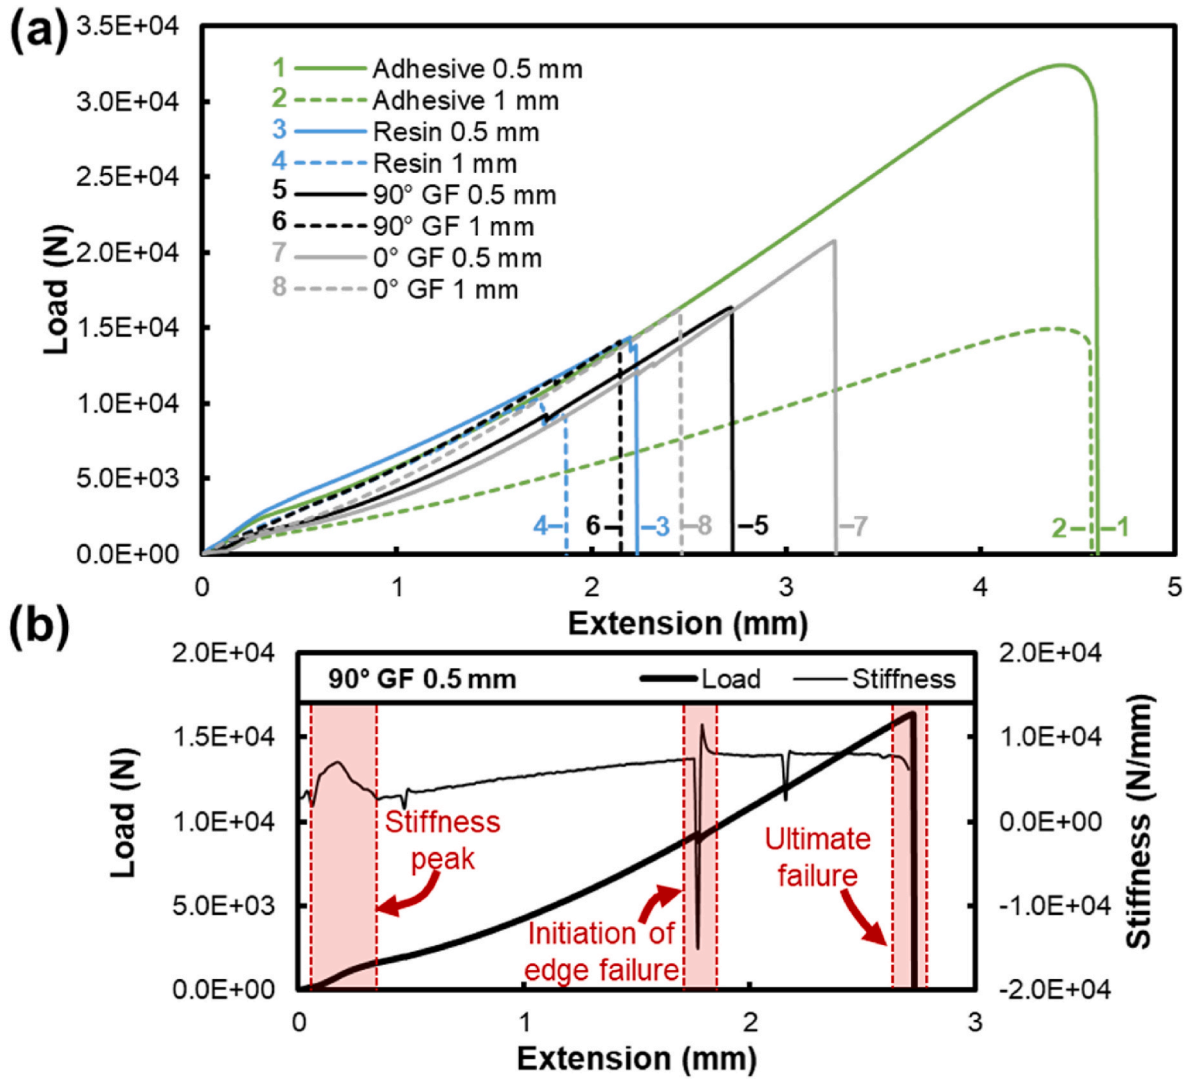 (a)
3.5E+04
3.0E+04
2.5E+04
2.0E+04
1.5E+04
1.0E+04
5.0E+03
0.0E+00
Load (N)
1 Adhesive 0.5 mm
2 Adhesive 1 mm
3 Resin 0.5 mm
4 Resin 1 mm
5 90° GF 0.5 mm
6 90° GF 1 mm
7 0° GF 0.5 mm
8 0° GF 1 mm
4 6 3 8 5 7 2 1
0 1 2 3 4 5
Extension (mm)
(b)
2.0E+04
1.5E+04
1.0E+04
5.0E+03
0.0E+00
Load (N)
90° GF 0.5 mm Load Stiffness
Stiffness
peak
Initiation of
edge failure
Ultimate
failure
2.0E+04
1.0E+04
0.0E+00
-1.0E+04
-2.0E+04
Stiffness (N/mm)
0 1 2 3
Extension (mm)